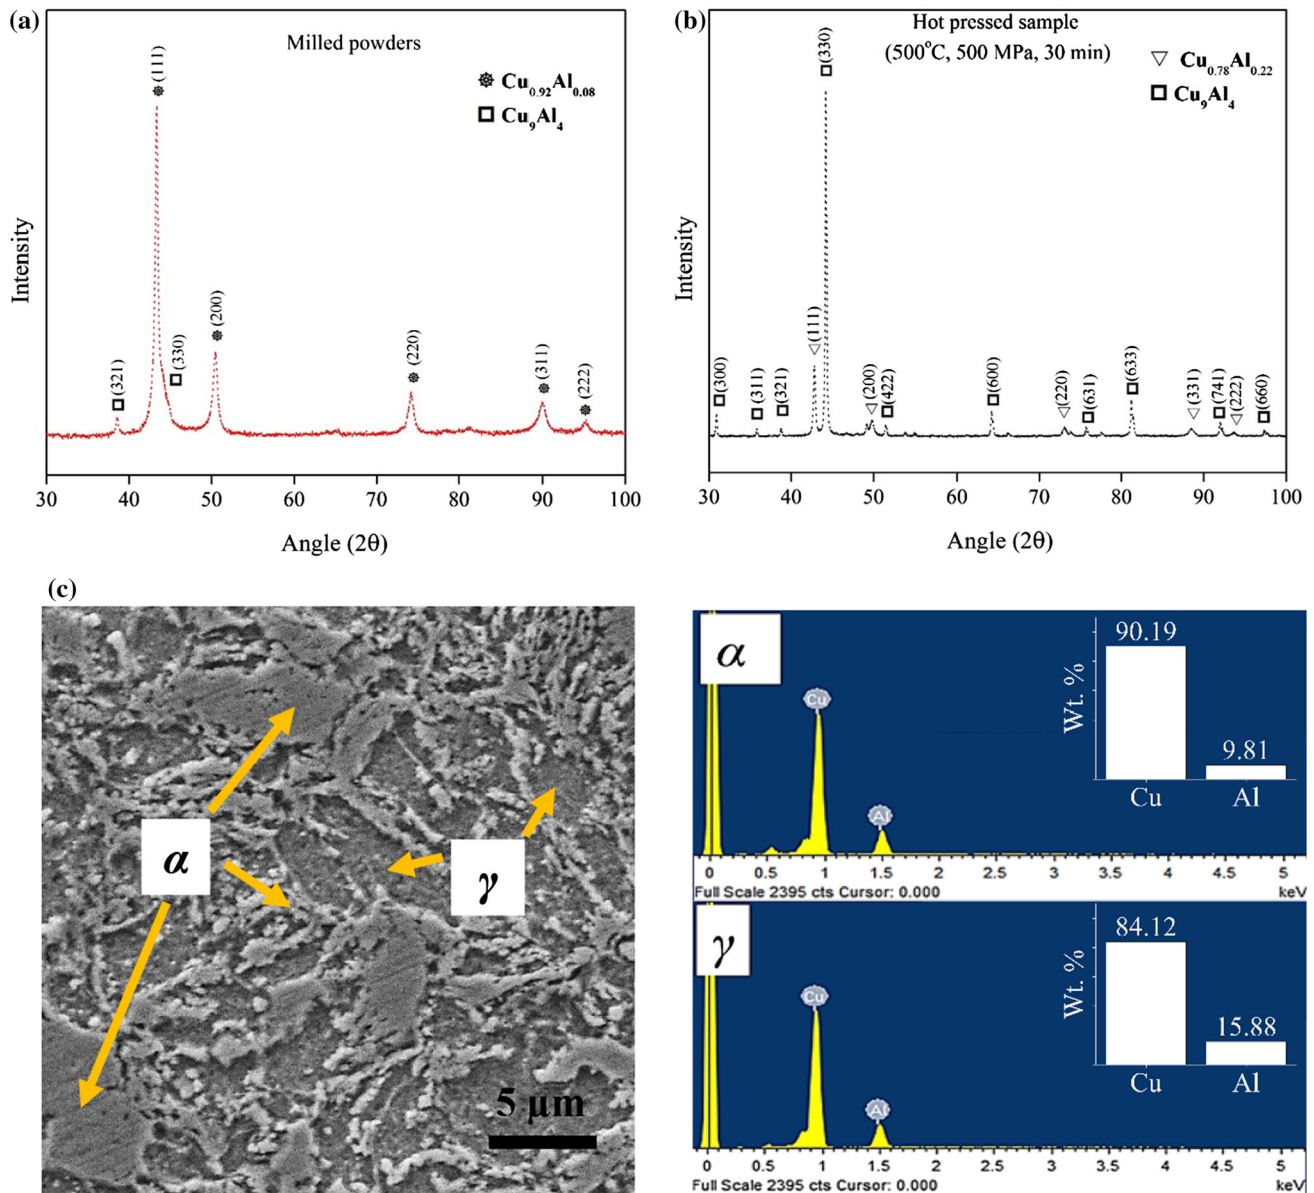 (a)
Milled powders
Cu0.92Al0.08
Cu9Al4
(111)
(321)
(330)
(200)
(220)
(311)
(222)
Intensity
30 40 50 60 70 80 90 100
Angle (2θ)
(b)
Hot pressed sample
(500°C, 500 MPa, 30 min)
Cu0.78Al0.22
Cu9Al4
(330)
(300)
(311)
(321)
(111)
(200)
(422)
(600)
(220)
(631)
(633)
(331)
(741)
(222)
(660)
Intensity
30 40 50 60 70 80 90 100
Angle (2θ)
(c)
α
γ
5 µm
α
Cu
Al
90.19
9.81
Wt. %
Cu Al
0 0.5 1 1.5 2 2.5 3 3.5 4 4.5 5
Full Scale 2395 cts Cursor: 0.000 keV
γ
Cu
Al
84.12
15.88
Wt. %
Cu Al
0 0.5 1 1.5 2 2.5 3 3.5 4 4.5 5
Full Scale 2395 cts Cursor: 0.000 keV